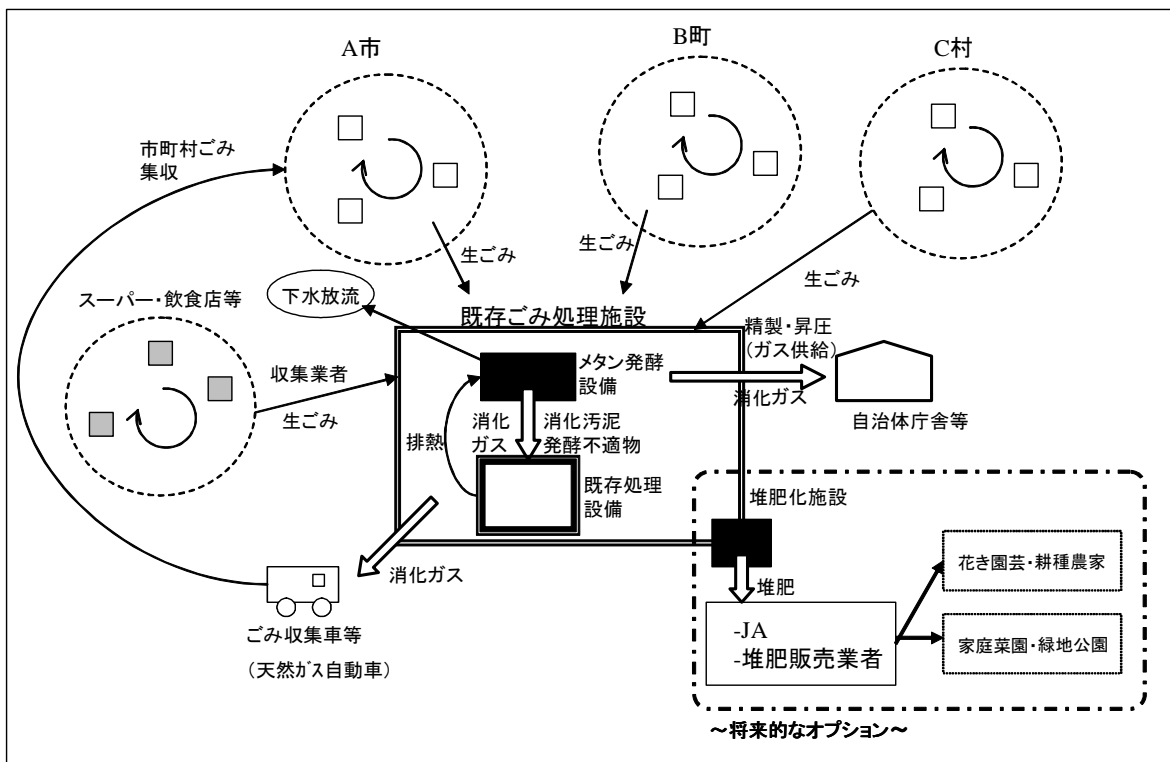 A市
B町
C村
市町村ごみ
集収
生ごみ
生ごみ
生ごみ
スーパー・飲食店等
下水放流
既存ごみ処理施設
精製・昇圧
(ガス供給)
収集業者
生ごみ
メタン発酵
設備
消化ガス
自治体庁舎等
排熱
消化
ガス
消化汚泥
発酵不適物
既存処理
設備
堆肥化施設
消化ガス
堆肥
花き園芸・耕種農家
ごみ収集車等
(天然ガス自動車)
-JA
-堆肥販売業者
家庭菜園・緑地公園
～将来的なオプション～